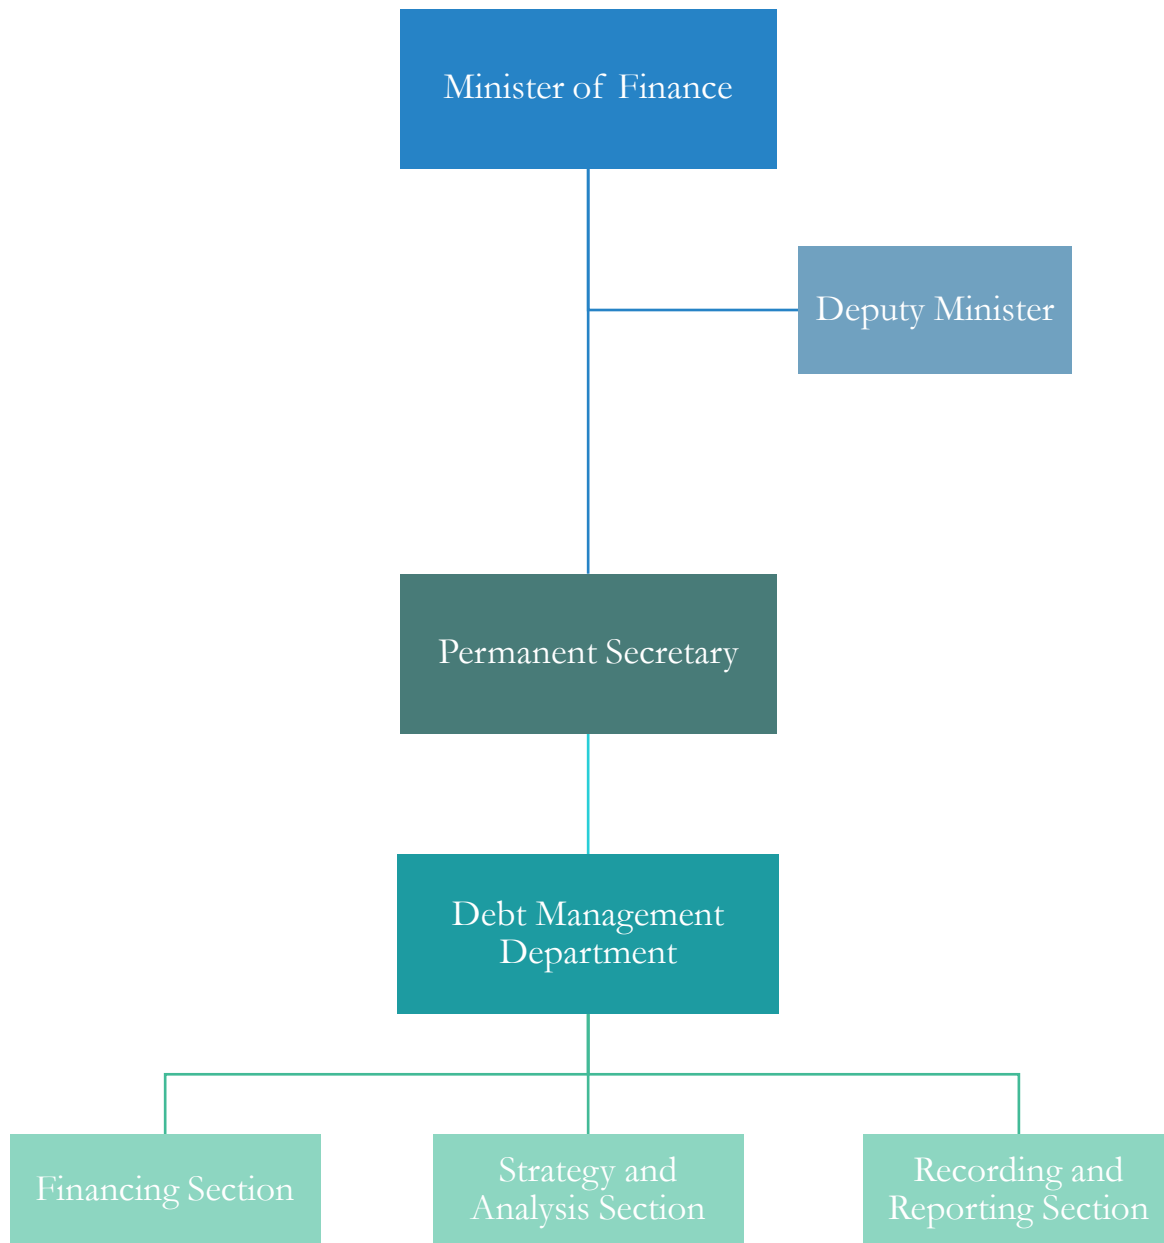 Minister of Finance
Deputy Minister
Permanent Secretary
Debt Management
Department
Financing Section
Strategy and
Analysis Section
Recording and
Reporting Section